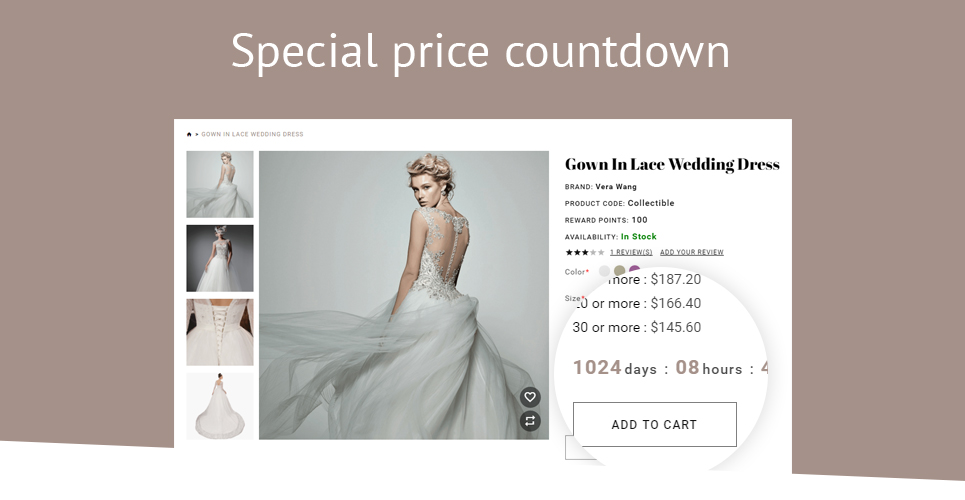 Special price countdown
> GOWN IN LACE WEDDING DRESS
Gown In Lace Wedding Dress
BRAND: Vera Wang
PRODUCT CODE: Collectible
REWARD POINTS: 100
AVAILABILITY: In Stock
1 REVIEW(S) ADD YOUR REVIEW
Color*
Size*
more : $187.20
or more : $166.40
30 or more : $145.60
1024 days : 08 hours :
ADD TO CART